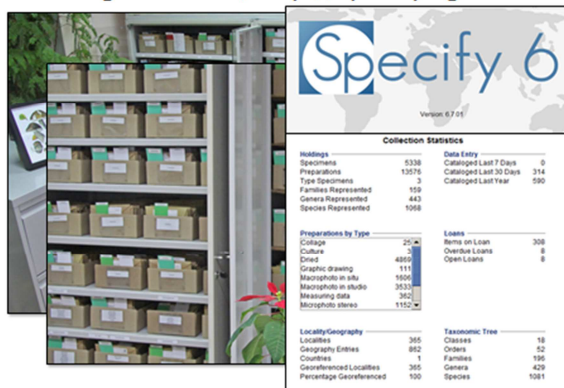 Specify 6
Version: 6.7.01
Collection Statistics
Holdings
Specimens 5338
Preparations 13576
Type Specimens 3
Families Represented 159
Genera Represented 443
Species Represented 1068
Data Entry
Cataloged Last 7 Days 0
Cataloged Last 30 Days 314
Cataloged Last Year 590
Preparations by Type
Collage 25
Culture 3
Dried 4869
Graphic drawing 111
Macrophoto in situ 1606
Macrophoto in studio 3533
Measuring data 362
Microphoto stereo 1152
Loans
Items on Loan 308
Overdue Loans 8
Open Loans 8
Locality/Geography
Localities 365
Geography Entries 862
Countries 1
Georeferenced Localities 365
Percentage Georeferenced 100
Taxonomic Tree
Classes 18
Orders 52
Families 196
Genera 429
Species 1081